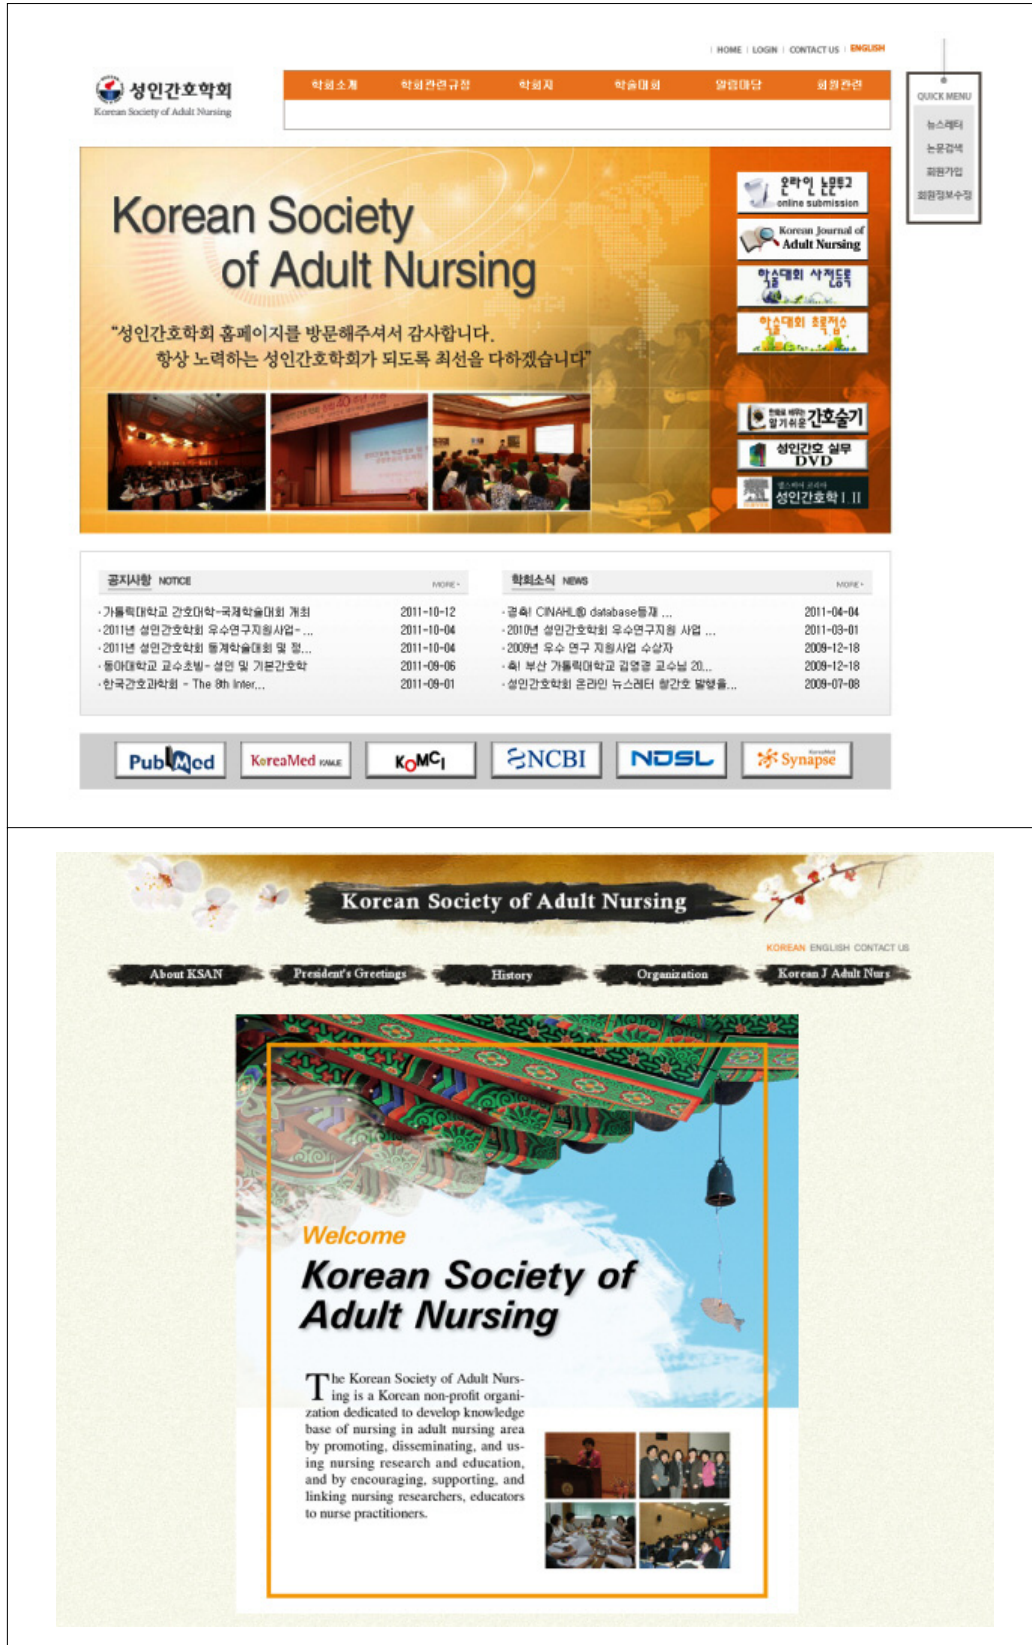 HOME | LOGIN | CONTACT US | ENGLISH
성인간호학회
Korean Society of Adult Nursing
학회소개 학회관련규정 학회지 학술대회 알림마당 회원관련
QUICK MENU
뉴스레터
논문검색
회원가입
회원정보수정
Korean Society
of Adult Nursing
"성인간호학회 홈페이지를 방문해주셔서 감사합니다.
항상 노력하는 성인간호학회가 되도록 최선을 다하겠습니다"
온라인 논문투고
online submission
Korean Journal of
Adult Nursing
학술대회 사전등록
학술대회 초록접수
알기쉬운 간호술기
성인간호 실무
DVD
엘스비어 코리아
성인간호학 I, II
공지사항 NOTICE
MORE
·가톨릭대학교 간호대학-국제학술대회 개최 2011-10-12
·2011년 성인간호학회 우수연구지원사업- ... 2011-10-04
·2011년 성인간호학회 동계학술대회 및 정... 2011-10-04
·동아대학교 교수초빙- 성인 및 기본간호학 2011-09-06
·한국간호과학회 - The 8th Inter... 2011-09-01
학회소식 NEWS
MORE
·경축! CINAHL® database등재 ... 2011-04-04
·2010년 성인간호학회 우수연구지원 사업 ... 2011-03-01
·2009년 우수 연구 지원사업 수상자 2009-12-18
·축! 부산 가톨릭대학교 김영경 교수님 20... 2009-12-18
·성인간호학회 온라인 뉴스레터 창간호 발행을... 2009-07-08
PubMed KoreaMed KAMJE KoMCI NCBI NDSL KoreaMed Synapse
Korean Society of Adult Nursing
KOREAN ENGLISH CONTACT US
About KSAN President's Greetings History Organization Korean J Adult Nurs
Welcome
Korean Society of
Adult Nursing
The Korean Society of Adult Nurs-
ing is a Korean non-profit organi-
zation dedicated to develop knowledge
base of nursing in adult nursing area
by promoting, disseminating, and us-
ing nursing research and education,
and by encouraging, supporting, and
linking nursing researchers, educators
to nurse practitioners.